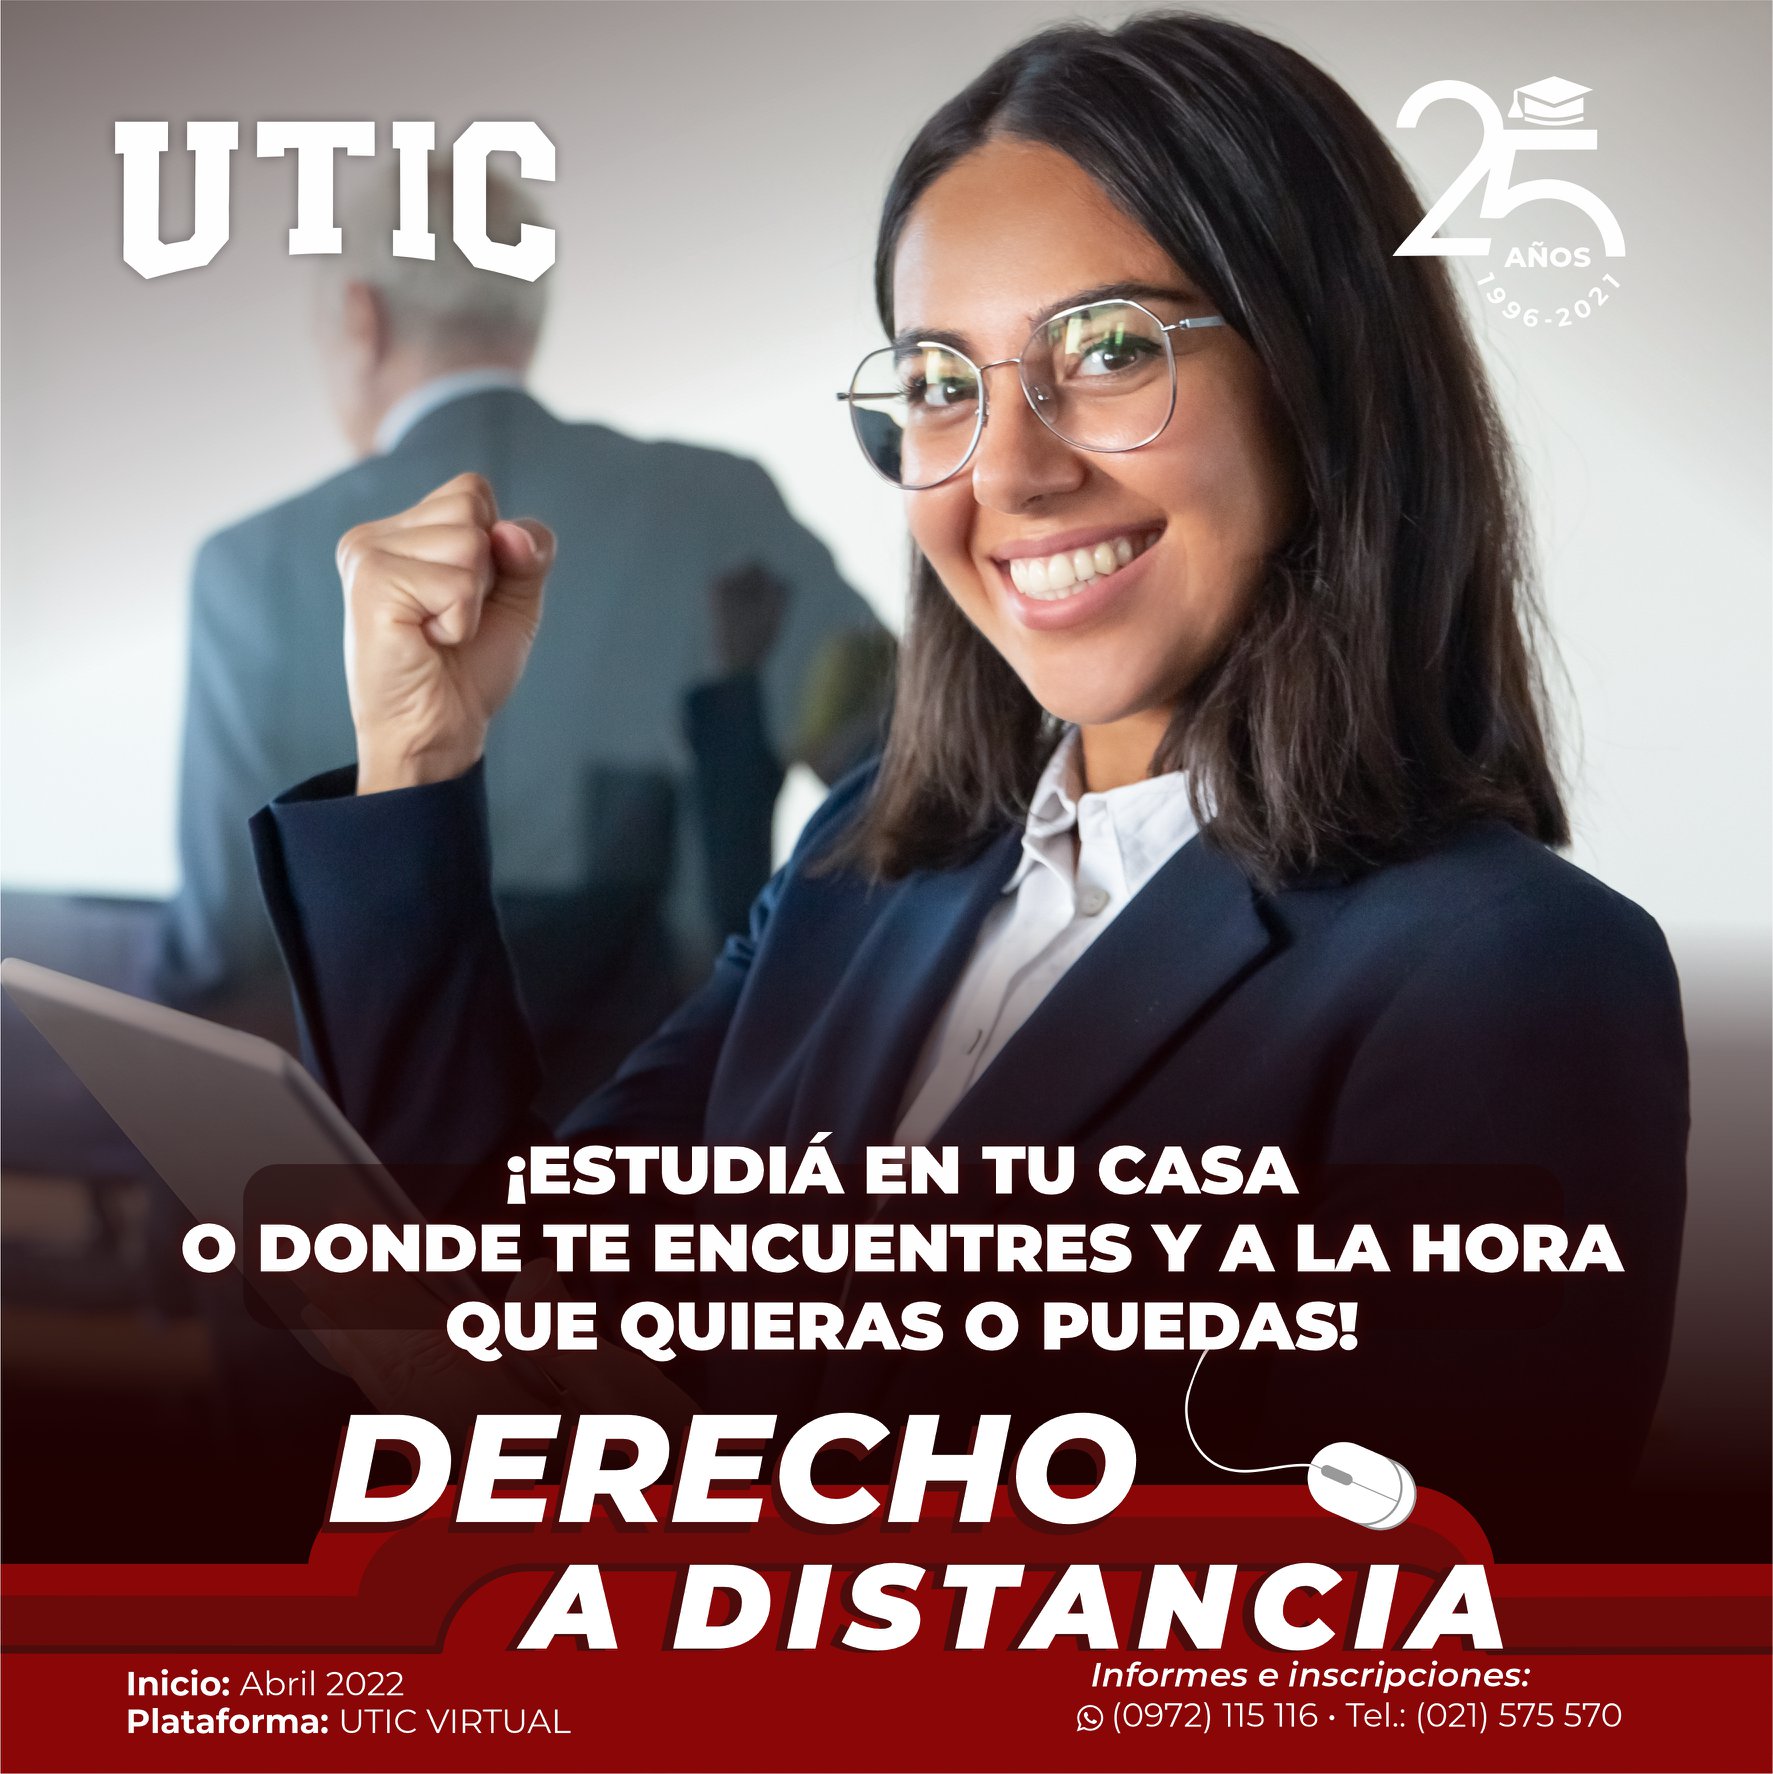 UTIC
25
AÑOS
1996-2021
¡ESTUDIÁ EN TU CASA
O DONDE TE ENCUENTRES Y A LA HORA
QUE QUIERAS O PUEDAS!
DERECHO
A DISTANCIA
Inicio: Abril 2022
Plataforma: UTIC VIRTUAL
Informes e inscripciones:
(0972) 115 116 • Tel.: (021) 575 570